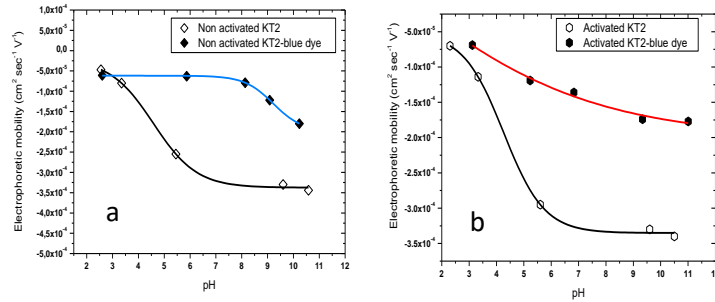 1,0x10⁻⁴
5,0x10⁻⁵
0,0
-5,0x10⁻⁵
-1,0x10⁻⁴
-1,5x10⁻⁴
-2,0x10⁻⁴
-2,5x10⁻⁴
-3,0x10⁻⁴
-3,5x10⁻⁴
-4,0x10⁻⁴
-4,5x10⁻⁴
-5,0x10⁻⁴
Electrophoretic mobility (cm² sec⁻¹ V⁻¹)
Non activated KT2
Non activated KT2-blue dye
a
2 3 4 5 6 7 8 9 10 11 12
pH
-5.0x10⁻⁵
-1.0x10⁻⁴
-1.5x10⁻⁴
-2.0x10⁻⁴
-2.5x10⁻⁴
-3.0x10⁻⁴
-3.5x10⁻⁴
Electrophoretic mobility (cm² sec⁻¹ V⁻¹)
Activated KT2
Activated KT2-blue dye
b
2 3 4 5 6 7 8 9 10 11
pH